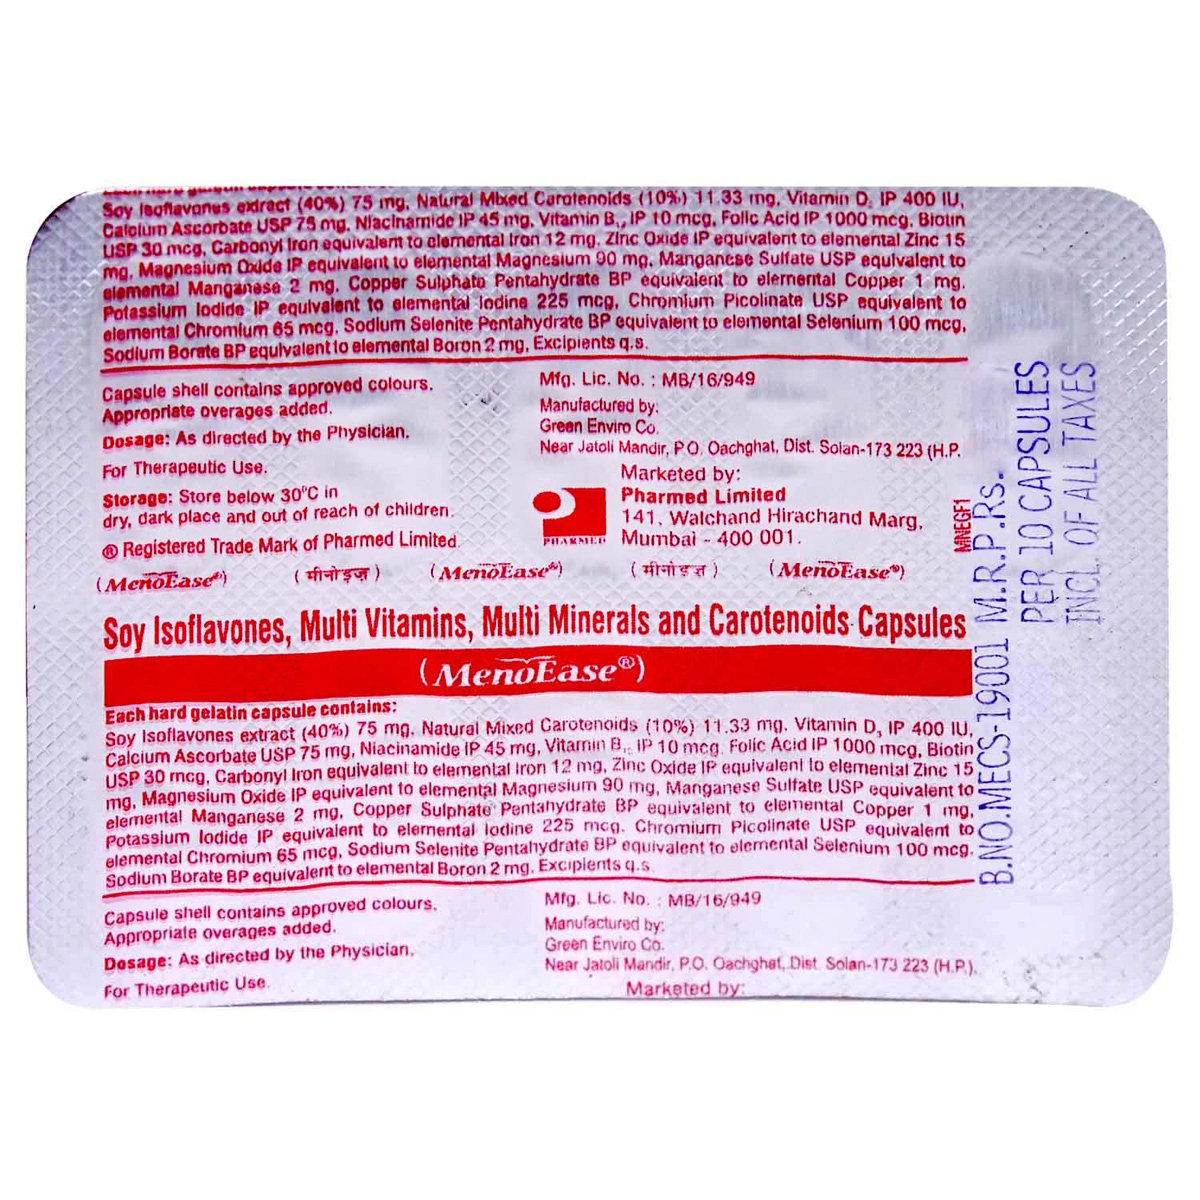 Soy Isoflavones extract (40%) 75 mg, Natural Mixed Carotenoids (10%) 11.33 mg, Vitamin D3 IP 400 IU,
Calcium Ascorbate USP 75 mg, Niacinamide IP 45 mg, Vitamin B12 IP 10 mcg, Folic Acid IP 1000 mcg, Biotin
USP 30 mcg, Carbonyl Iron equivalent to elemental Iron 12 mg, Zinc Oxide IP equivalent to elemental Zinc 15
mg, Magnesium Oxide IP equivalent to elemental Magnesium 90 mg, Manganese Sulfate USP equivalent to
elemental Manganese 2 mg, Copper Sulphate Pentahydrate BP equivalent to elemental Copper 1 mg,
Potassium Iodide IP equivalent to elemental Iodine 225 mcg, Chromium Picolinate USP equivalent to
elemental Chromium 65 mcg, Sodium Selenite Pentahydrate BP equivalent to elemental Selenium 100 mcg,
Sodium Borate BP equivalent to elemental Boron 2 mg, Excipients q.s.
Capsule shell contains approved colours.
Appropriate overages added.
Dosage: As directed by the Physician.
For Therapeutic Use.
Storage: Store below 30°C in
dry, dark place and out of reach of children.
® Registered Trade Mark of Pharmed Limited.
Mfg. Lic. No. : MB/16/949
Manufactured by:
Green Enviro Co.
Near Jatoli Mandir, P.O. Oachghat, Dist. Solan-173 223 (H.P.
Marketed by:
PHARMED
Pharmed Limited
141, Walchand Hirachand Marg,
Mumbai - 400 001.
(MenoEase®) (मीनोइज़) (MenoEase®) (मीनोइज़) (MenoEase®)
Soy Isoflavones, Multi Vitamins, Multi Minerals and Carotenoids Capsules
(MenoEase®)
Each hard gelatin capsule contains:
Soy Isoflavones extract (40%) 75 mg, Natural Mixed Carotenoids (10%) 11.33 mg, Vitamin D3 IP 400 IU,
Calcium Ascorbate USP 75 mg, Niacinamide IP 45 mg, Vitamin B12 IP 10 mcg, Folic Acid IP 1000 mcg, Biotin
USP 30 mcg, Carbonyl Iron equivalent to elemental Iron 12 mg, Zinc Oxide IP equivalent to elemental Zinc 15
mg, Magnesium Oxide IP equivalent to elemental Magnesium 90 mg, Manganese Sulfate USP equivalent to
elemental Manganese 2 mg, Copper Sulphate Pentahydrate BP equivalent to elemental Copper 1 mg,
Potassium Iodide IP equivalent to elemental Iodine 225 mcg, Chromium Picolinate USP equivalent to
elemental Chromium 65 mcg, Sodium Selenite Pentahydrate BP equivalent to elemental Selenium 100 mcg,
Sodium Borate BP equivalent to elemental Boron 2 mg, Excipients q.s.
Capsule shell contains approved colours.
Appropriate overages added.
Dosage: As directed by the Physician.
For Therapeutic Use.
Mfg. Lic. No. : MB/16/949
Manufactured by:
Green Enviro Co.
Near Jatoli Mandir, P.O. Oachghat, Dist. Solan-173 223 (H.P.).
Marketed by:
MNEGF1
B.NO.MECS-19001 M.R.P.Rs.
PER 10 CAPSULES
INCL. OF ALL TAXES